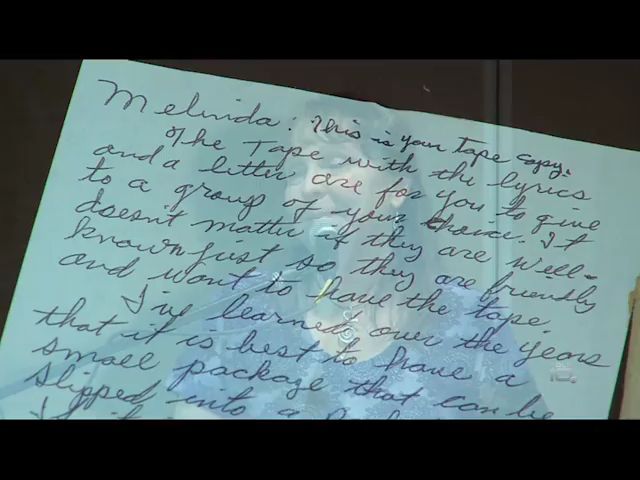 Melinda: This is your tape copy.
The Tape with the lyrics
and a letter are for you to give
to a group of your choice. It
doesn't matter if they are well-
known just so they are friendly
and want to have the tape.
I've learned over the years
that it is best to have a
small package that can be
slipped into a